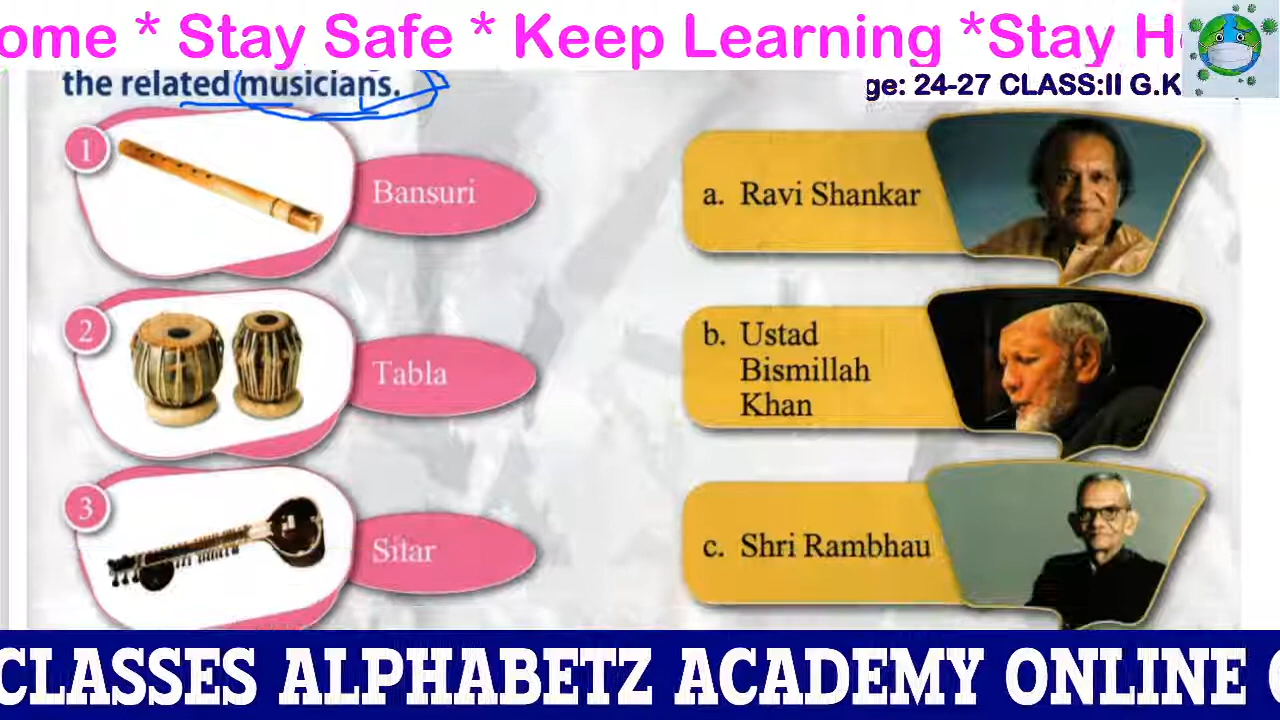 ome * Stay Safe * Keep Learning *Stay H
the related musicians.
ge: 24-27 CLASS:II G.K
1
Bansuri
a. Ravi Shankar
2
Tabla
b. Ustad
Bismillah
Khan
3
Sitar
c. Shri Rambhau
CLASSES ALPHABETZ ACADEMY ONLINE